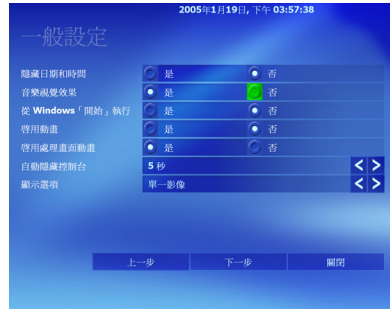 2005年1月19日, 下午 03:57:38
一般設定
隱藏日期和時間 是 否
音樂視覺效果 是 否
從 Windows「開始」執行 是 否
啓用動畫 是 否
啓用處理畫面動畫 是 否
自動隱藏控制台 5 秒
顯示選項 單一影像
上一步 下一步 關閉